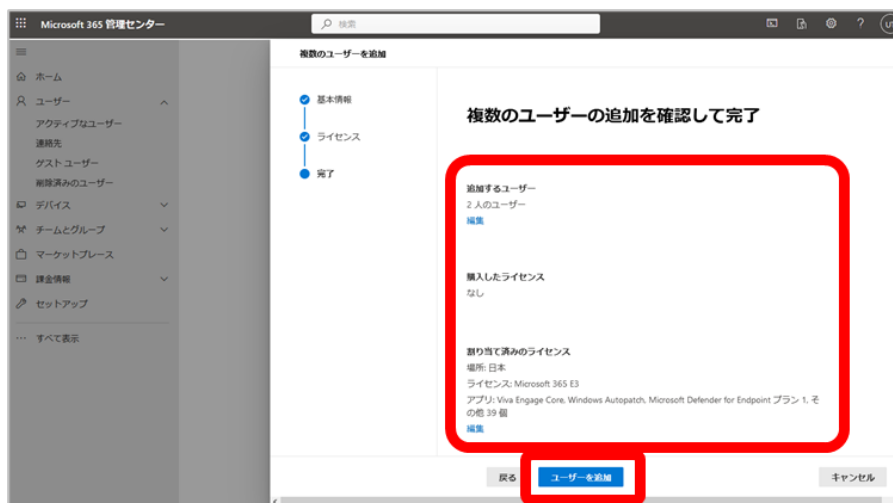 Microsoft 365 管理センター
検索
?
複数のユーザーを追加
ホーム
ユーザー
アクティブなユーザー
連絡先
ゲスト ユーザー
削除済みのユーザー
デバイス
チームとグループ
マーケットプレース
課金情報
セットアップ
すべて表示
基本情報
ライセンス
完了
複数のユーザーの追加を確認して完了
追加するユーザー
2 人のユーザー
編集
購入したライセンス
なし
割り当て済みのライセンス
場所: 日本
ライセンス: Microsoft 365 E3
アプリ: Viva Engage Core, Windows Autopatch, Microsoft Defender for Endpoint プラン 1, そ
の他 39 個
編集
戻る
ユーザーを追加
キャンセル